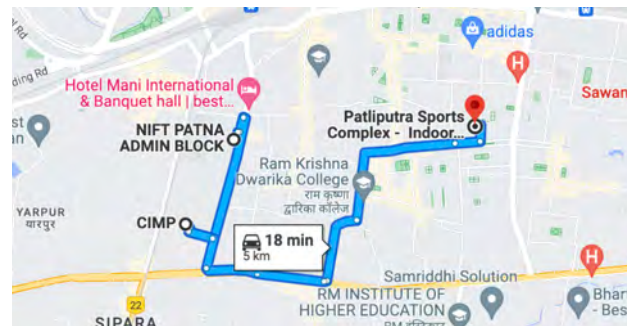 ding Rd
adidas
H
Hotel Mani International
& Banquet hall | best...
Sawan
Patliputra Sports
Complex - Indoor...
NIFT PATNA
ADMIN BLOCK
Ram Krishna
Dwarika College
राम कृष्णा
द्वारिका कॉलेज
YARPUR
यारपुर
CIMP
18 min
5 km
H
Samriddhi Solution
22
RM INSTITUTE OF
HIGHER EDUCATION
Bhar
- Bes
SIPARA